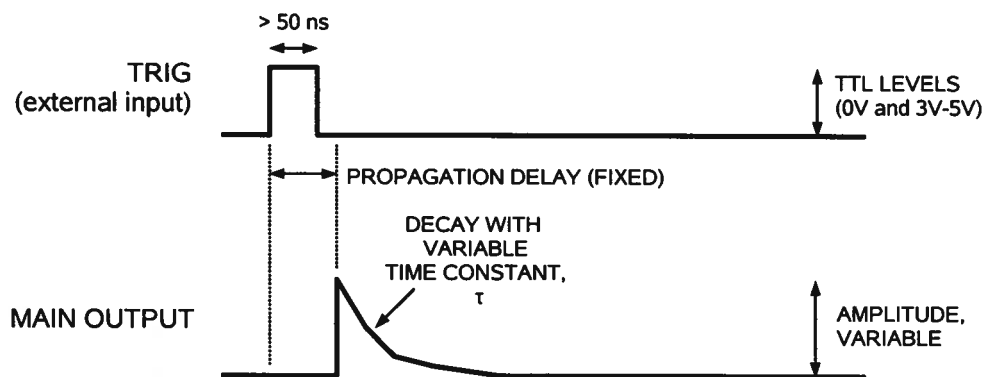 > 50 ns
TRIG
(external input)
TTL LEVELS
(0V and 3V-5V)
PROPAGATION DELAY (FIXED)
DECAY WITH
VARIABLE
TIME CONSTANT,
τ
MAIN OUTPUT
AMPLITUDE,
VARIABLE